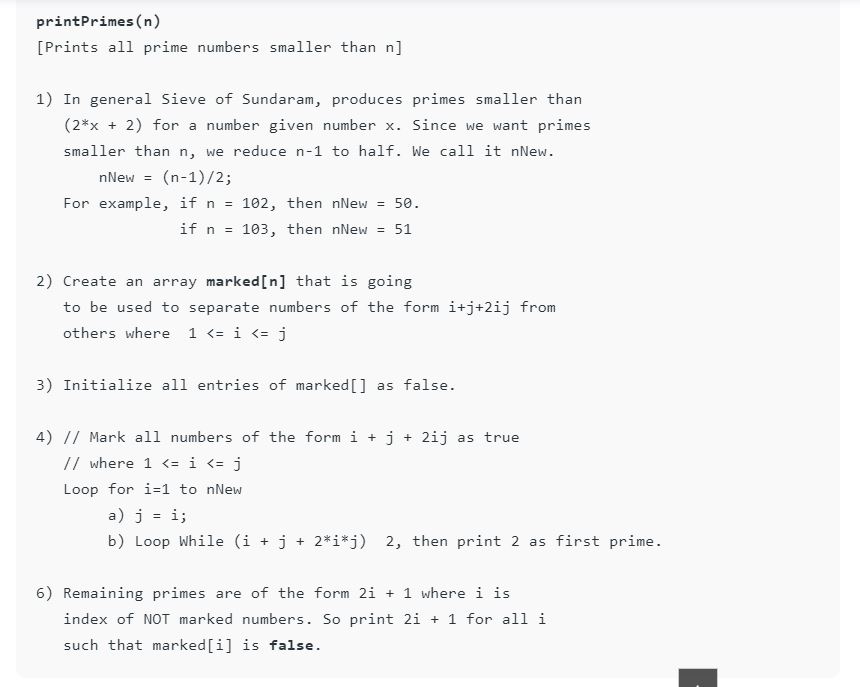 printPrimes(n)
[Prints all prime numbers smaller than n]
1) In general Sieve of Sundaram, produces primes smaller than
(2*x + 2) for a number given number x. Since we want primes
smaller than n, we reduce n-1 to half. We call it nNew.
nNew = (n-1)/2;
For example, if n = 102, then nNew = 50.
if n = 103, then nNew = 51
2) Create an array marked[n] that is going
to be used to separate numbers of the form i+j+2ij from
others where  1 <= i <= j
3) Initialize all entries of marked[] as false.
4) // Mark all numbers of the form i + j + 2ij as true
// where 1 <= i <= j
Loop for i=1 to nNew
a) j = i;
b) Loop While (i + j + 2*i*j)  2, then print 2 as first prime.
6) Remaining primes are of the form 2i + 1 where i is
index of NOT marked numbers. So print 2i + 1 for all i
such that marked[i] is false.